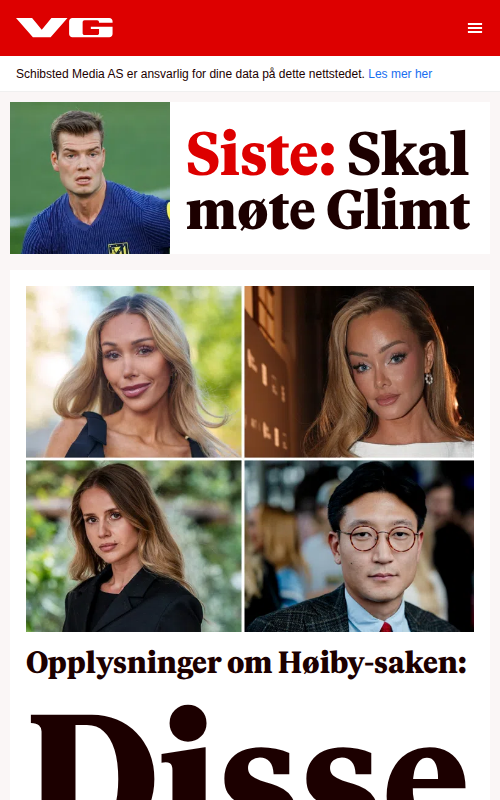 VG
Schibsted Media AS er ansvarlig for dine data på dette nettstedet. Les mer her
Siste: Skal
møte Glimt
Opplysninger om Høiby-saken:
Disse